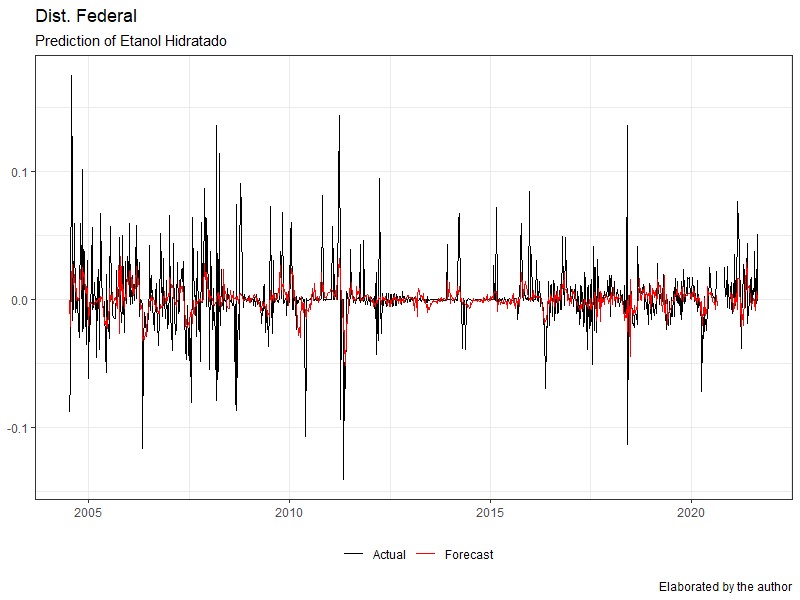 Dist. Federal
Prediction of Etanol Hidratado
0.1
0.0
-0.1
2005 2010 2015 2020
Actual Forecast
Elaborated by the author